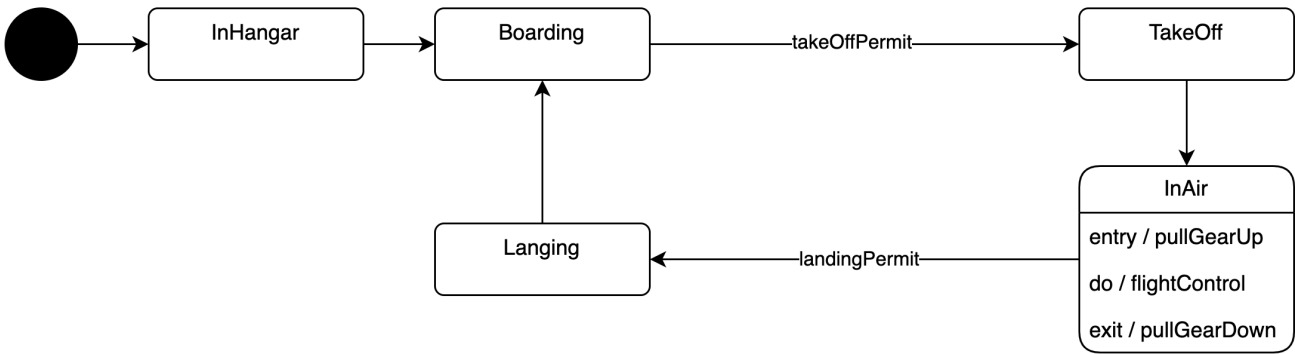 InHangar
Boarding
takeOffPermit
TakeOff
InAir
entry / pullGearUp
do / flightControl
exit / pullGearDown
landingPermit
Langing